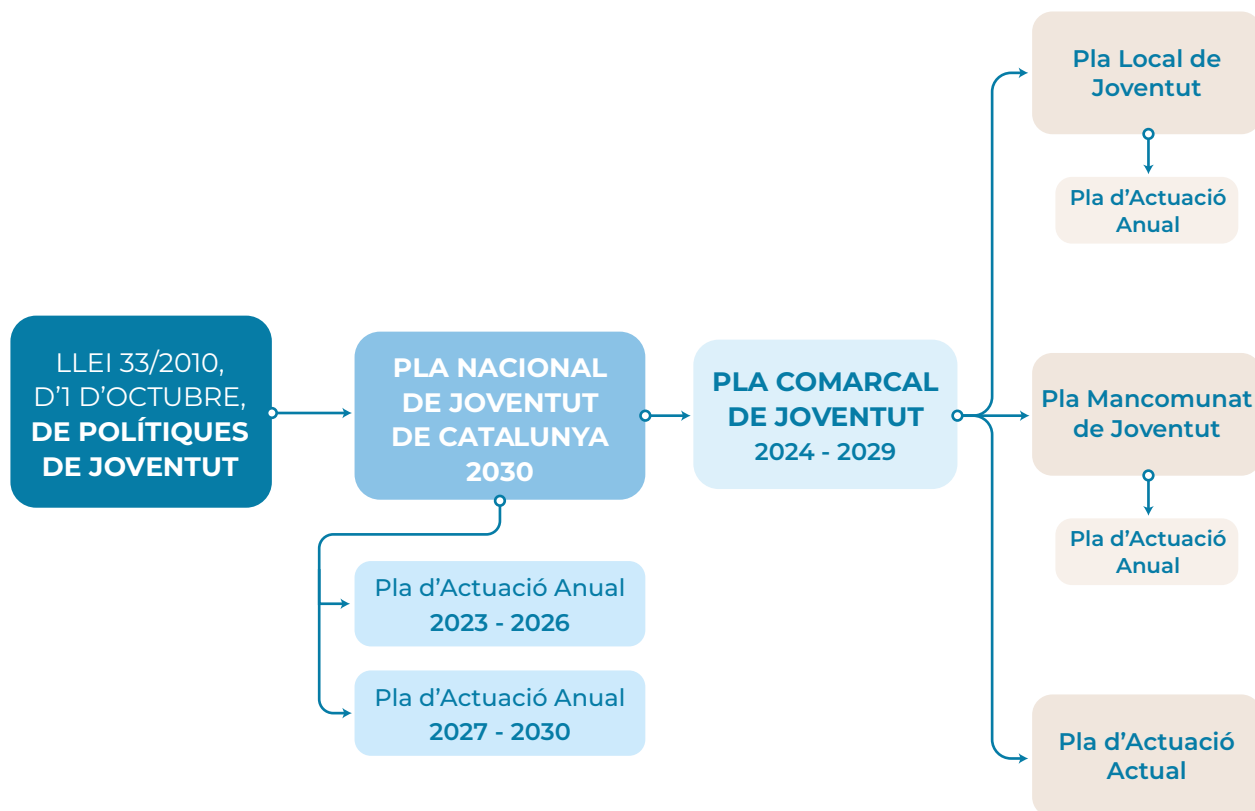 LLEI 33/2010,
D'1 D'OCTUBRE,
DE POLÍTIQUES
DE JOVENTUT
PLA NACIONAL
DE JOVENTUT
DE CATALUNYA
2030
Pla d'Actuació Anual
2023 - 2026
Pla d'Actuació Anual
2027 - 2030
PLA COMARCAL
DE JOVENTUT
2024 - 2029
Pla Local de
Joventut
Pla d'Actuació
Anual
Pla Mancomunat
de Joventut
Pla d'Actuació
Anual
Pla d'Actuació
Actual